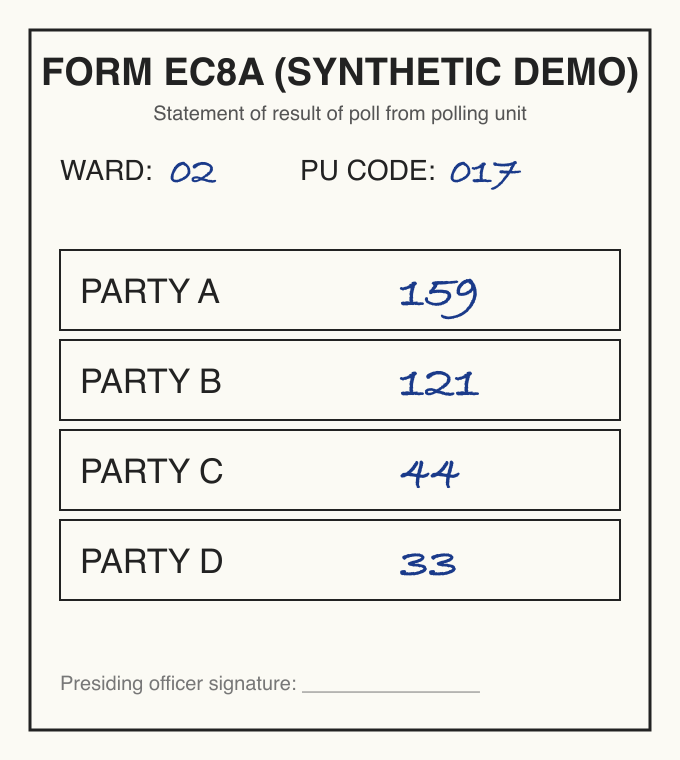 FORM EC8A (SYNTHETIC DEMO)
Statement of result of poll from polling unit
WARD: 02 PU CODE: 017
PARTY A 159
PARTY B 121
PARTY C 44
PARTY D 33
Presiding officer signature: __________________